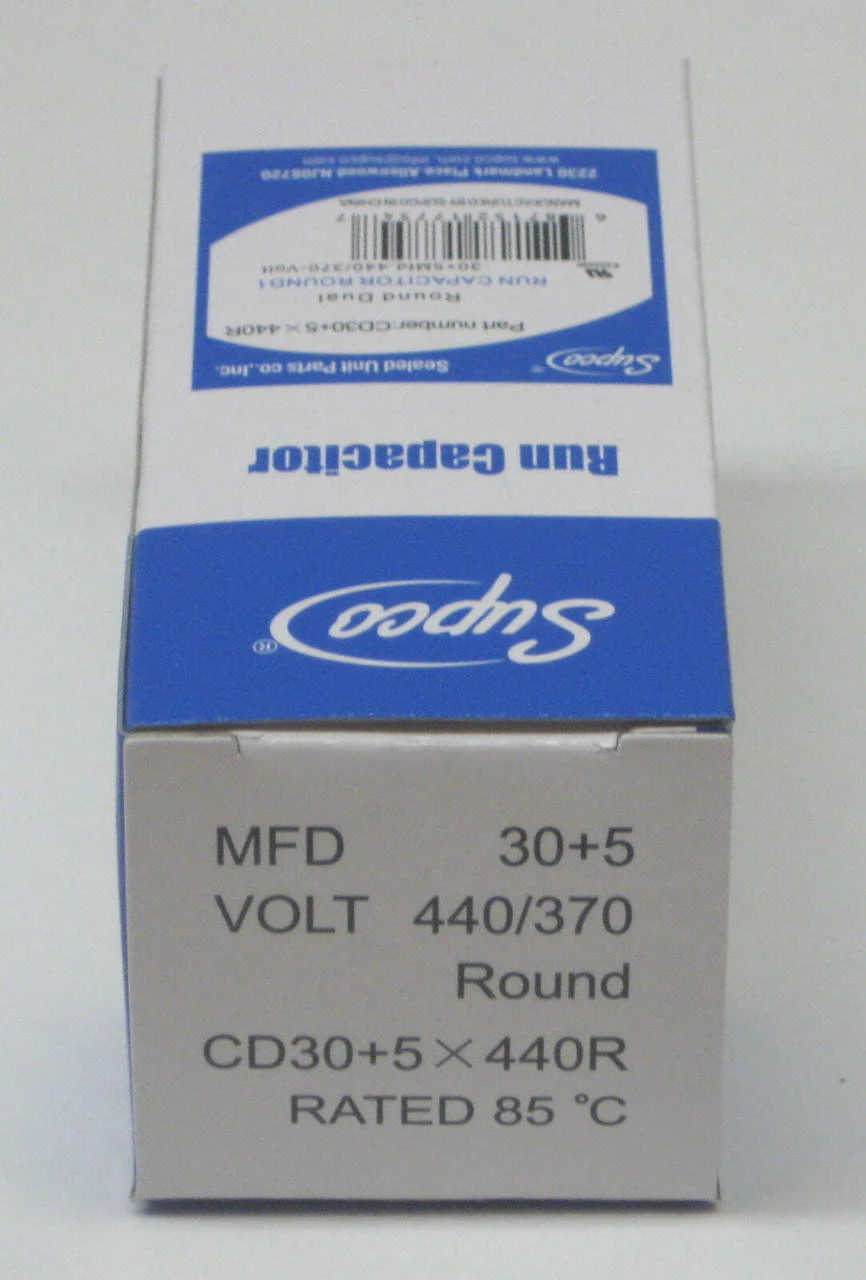 2230 Landmark Place Allenwood NJ08720
www.supco.com info@supco.com
MANUFACTURED BY SUPCO IN CHINA
30+5Mfd 440/370-Volt
RUN CAPACITOR ROUND1
Round Dual
Part number:CD30+5×440R
Supco®
Sealed Unit Parts co.,Inc.
Run Capacitor
Supco®
MFD 30+5
VOLT 440/370
Round
CD30+5×440R
RATED 85 °C